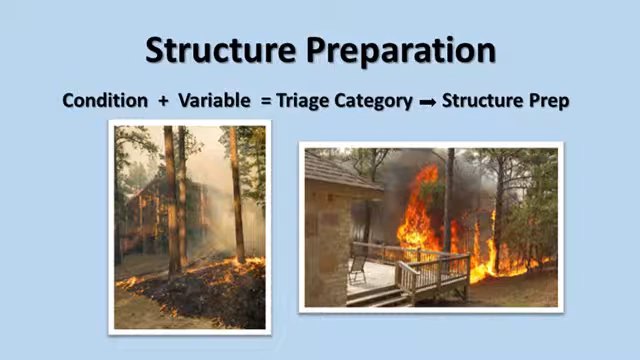 Structure Preparation
Condition + Variable = Triage Category ➡ Structure Prep